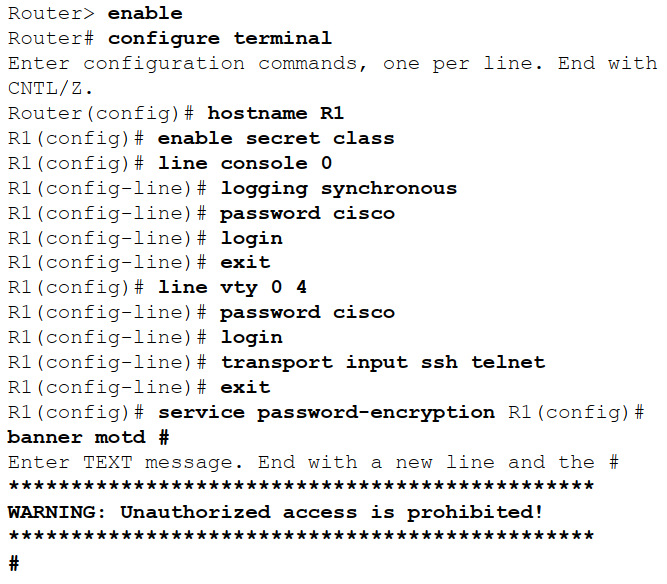 Router> enable
Router# configure terminal
Enter configuration commands, one per line. End with
CNTL/Z.
Router(config)# hostname R1
R1(config)# enable secret class
R1(config)# line console 0
R1(config-line)# logging synchronous
R1(config-line)# password cisco
R1(config-line)# login
R1(config-line)# exit
R1(config)# line vty 0 4
R1(config-line)# password cisco
R1(config-line)# login
R1(config-line)# transport input ssh telnet
R1(config-line)# exit
R1(config)# service password-encryption R1(config)#
banner motd #
Enter TEXT message. End with a new line and the #
***********************************************
WARNING: Unauthorized access is prohibited!
***********************************************
#